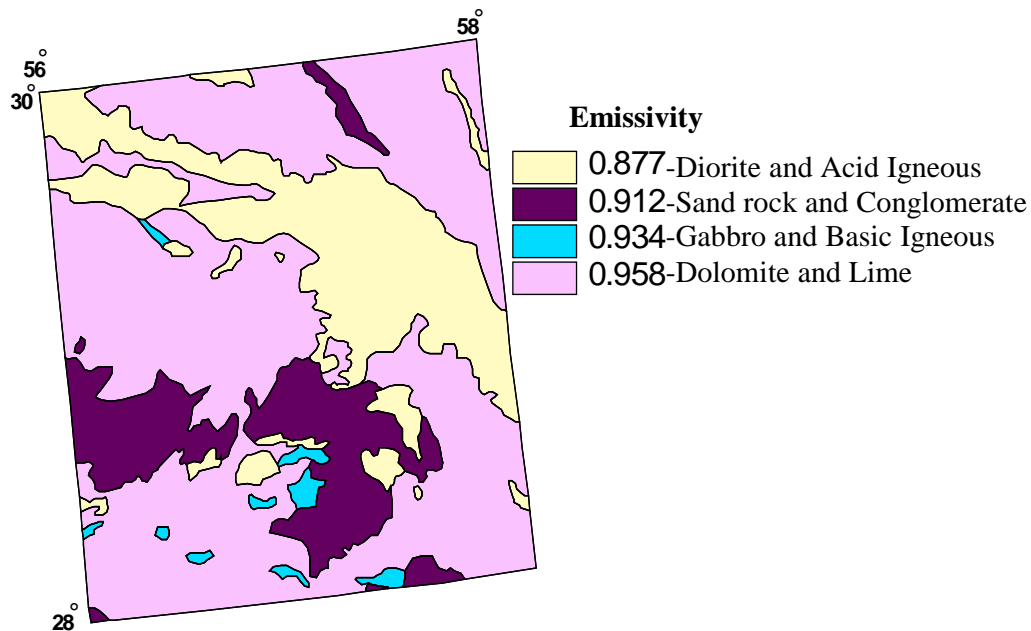 58°
56°
30°
Emissivity
0.877-Diorite and Acid Igneous
0.912-Sand rock and Conglomerate
0.934-Gabbro and Basic Igneous
0.958-Dolomite and Lime
28°